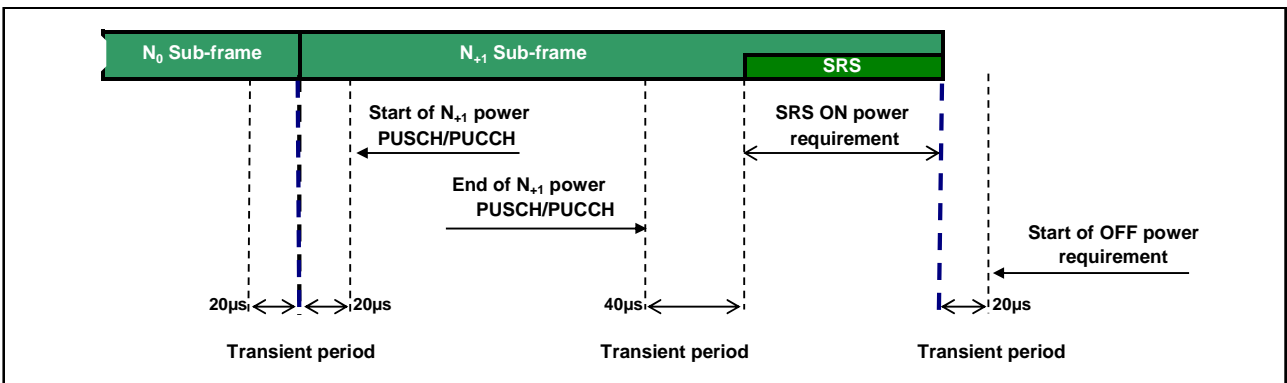 N₀ Sub-frame
N₊₁ Sub-frame
SRS
Start of N₊₁ power
PUSCH/PUCCH
SRS ON power
requirement
End of N₊₁ power
PUSCH/PUCCH
Start of OFF power
requirement
20µs
20µs
40µs
20µs
Transient period
Transient period
Transient period